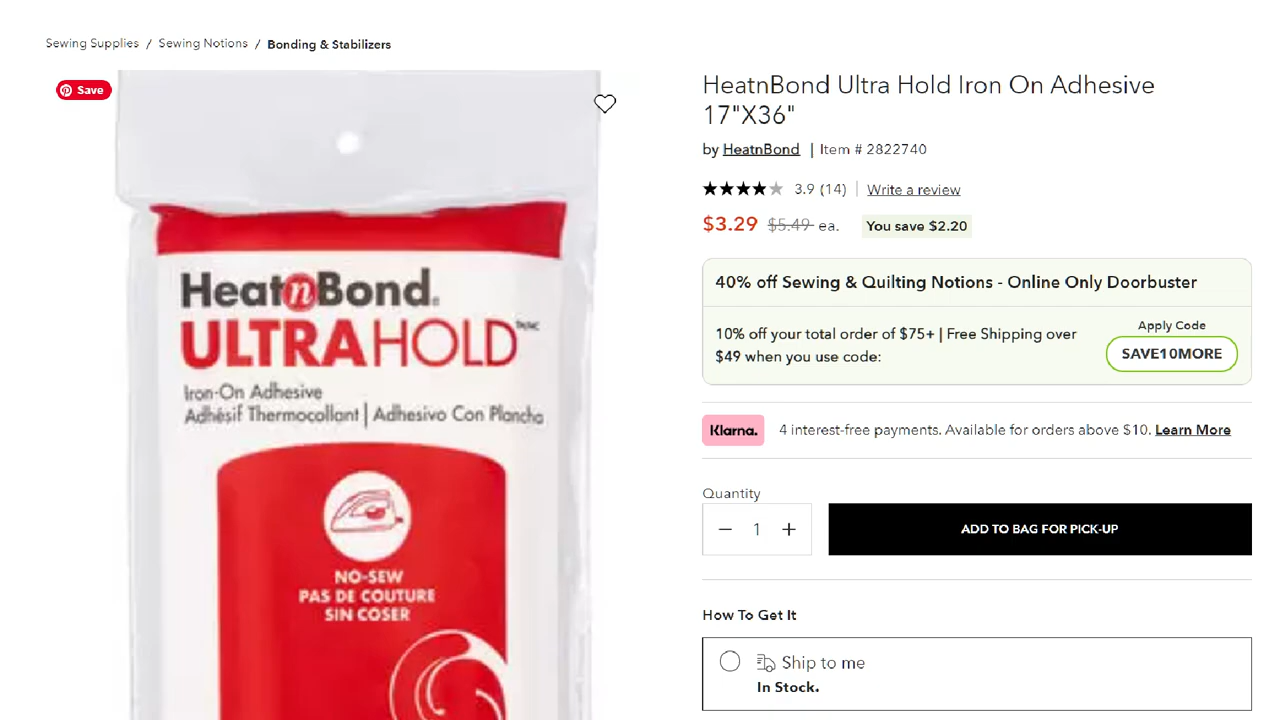 Sewing Supplies / Sewing Notions / Bonding & Stabilizers
Save
HeatnBond
ULTRAHOLD
Iron-On Adhesive
Adhésif Thermocollant | Adhesivo Con Plancha
NO-SEW
PAS DE COUTURE
SIN COSER
HeatnBond Ultra Hold Iron On Adhesive
17"X36"
by HeatnBond | Item # 2822740
3.9 (14) | Write a review
$3.29 $5.49 ea. You save $2.20
40% off Sewing & Quilting Notions - Online Only Doorbuster
10% off your total order of $75+ | Free Shipping over
$49 when you use code:
Apply Code
SAVE10MORE
Klarna. 4 interest-free payments. Available for orders above $10. Learn More
Quantity
− 1 +
ADD TO BAG FOR PICK-UP
How To Get It
Ship to me
In Stock.